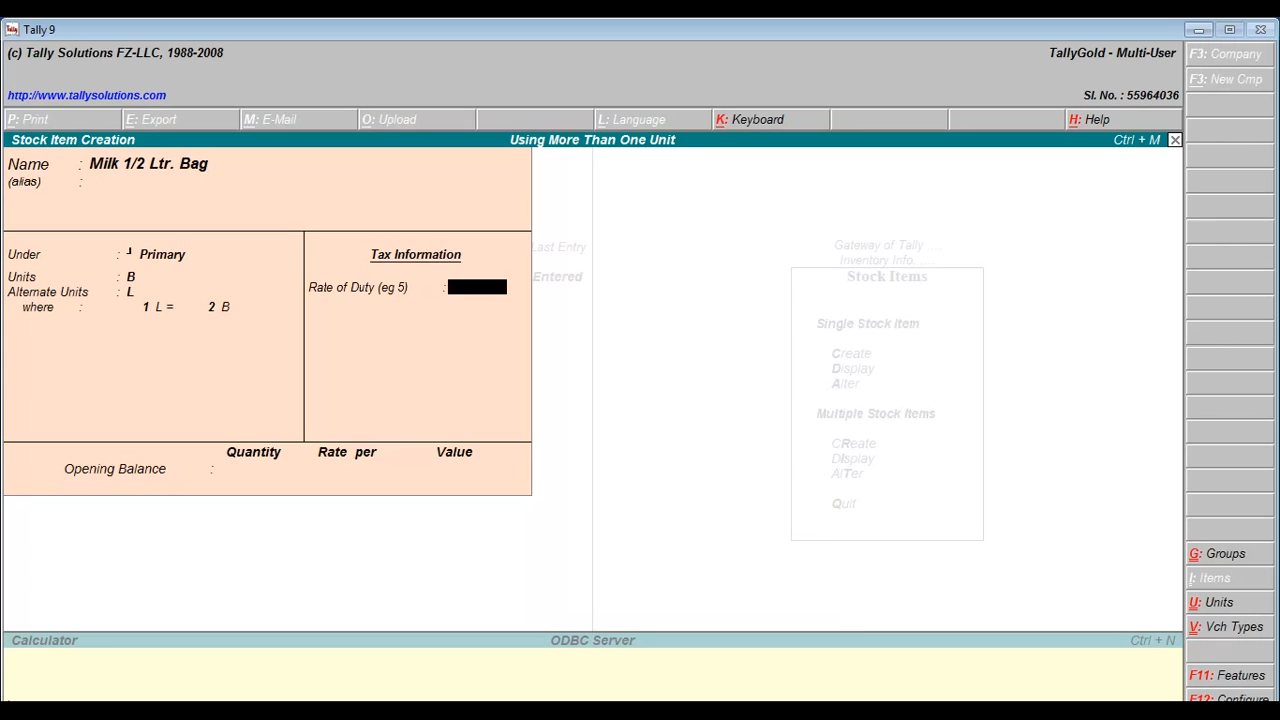 Tally 9
(c) Tally Solutions FZ-LLC, 1988-2008
TallyGold - Multi-User
http://www.tallysolutions.com
Sl. No. : 55964036
P: Print
E: Export
M: E-Mail
O: Upload
L: Language
K: Keyboard
H: Help
Stock Item Creation
Using More Than One Unit
Ctrl + M
Name : Milk 1/2 Ltr. Bag
(alias) :
Under : ┘ Primary
Units : B
Alternate Units : L
where : 1 L = 2 B
Tax Information
Rate of Duty (eg 5) :
Quantity Rate per Value
Opening Balance :
Last Entry
Entered
Gateway of Tally .....
Inventory Info. .....
Stock Items
Single Stock Item
Create
Display
Alter
Multiple Stock Items
CReate
DIsplay
AlTer
Quit
F3: Company
F3: New Cmp
G: Groups
I: Items
U: Units
V: Vch Types
F11: Features
F12: Configure
Calculator
ODBC Server
Ctrl + N